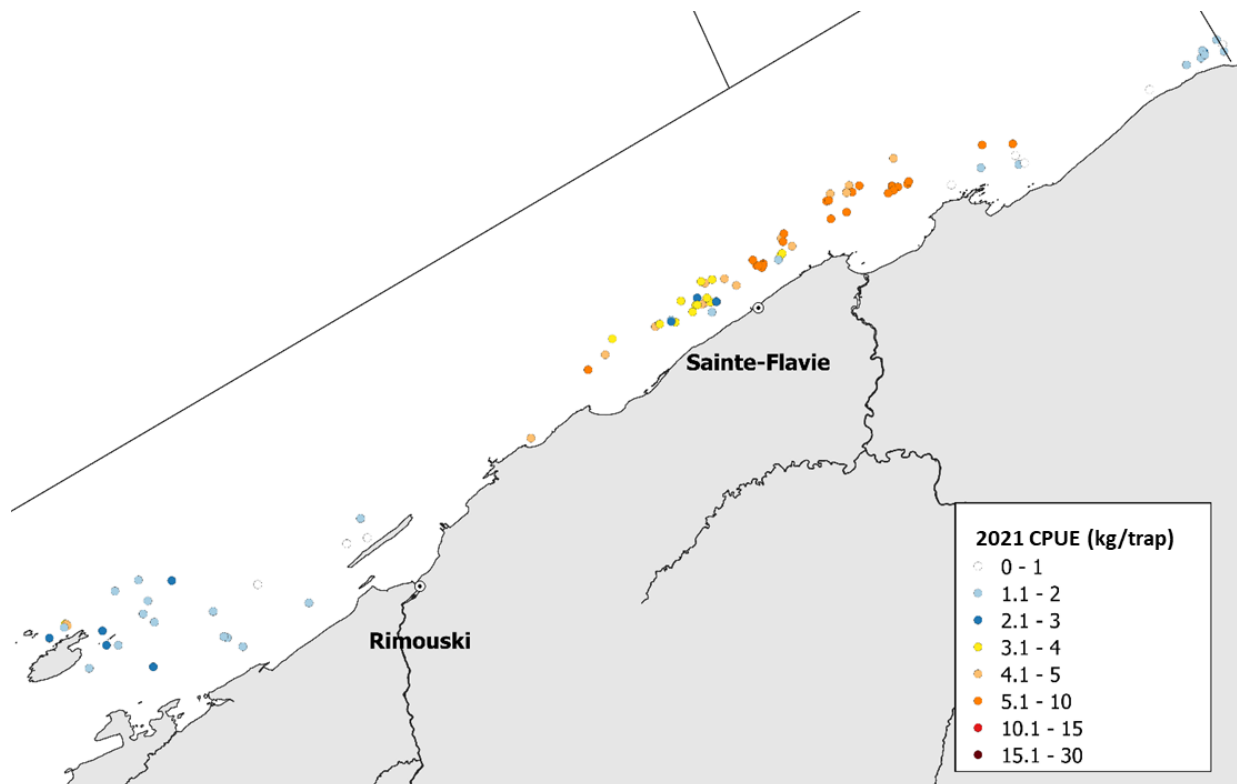 Sainte-Flavie
Rimouski
2021 CPUE (kg/trap)
0 - 1
1.1 - 2
2.1 - 3
3.1 - 4
4.1 - 5
5.1 - 10
10.1 - 15
15.1 - 30